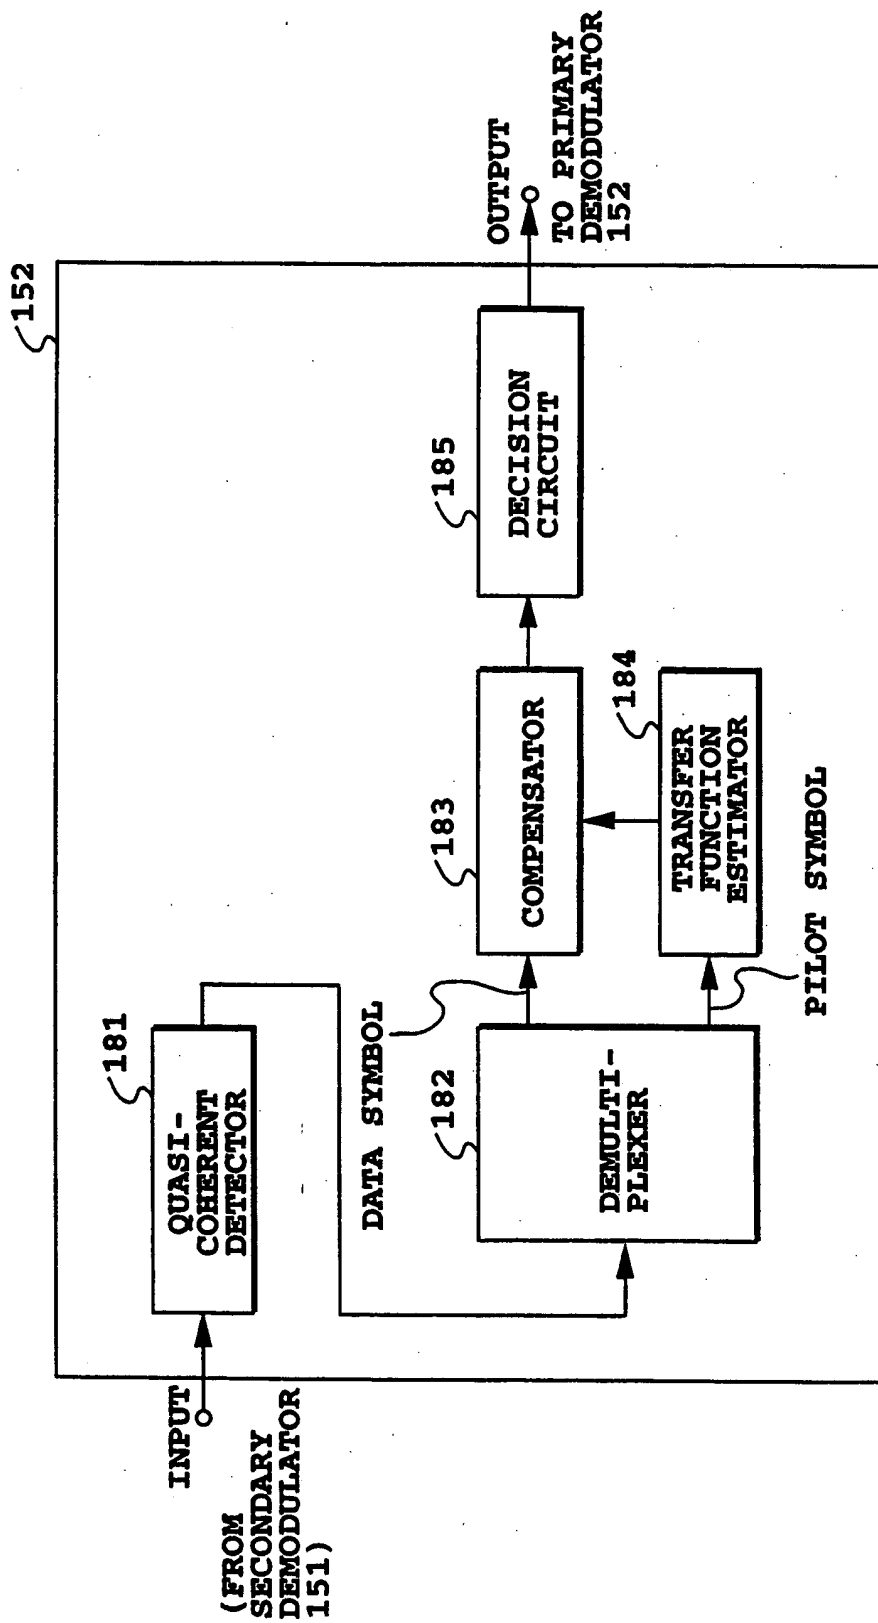 152
INPUT
(FROM
SECONDARY
DEMODULATOR
151)
181
QUASI-
COHERENT
DETECTOR
DATA SYMBOL
182
DEMULTI-
PLEXER
183
COMPENSATOR
184
TRANSFER
FUNCTION
ESTIMATOR
PILOT SYMBOL
185
DECISION
CIRCUIT
OUTPUT
TO PRIMARY
DEMODULATOR
152